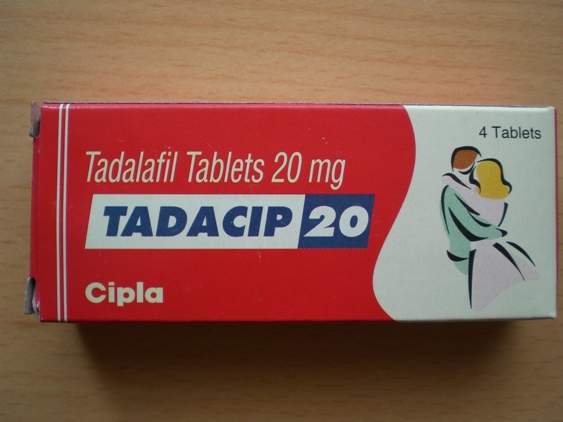 4 Tablets
Tadalafil Tablets 20 mg
TADACIP 20
Cipla